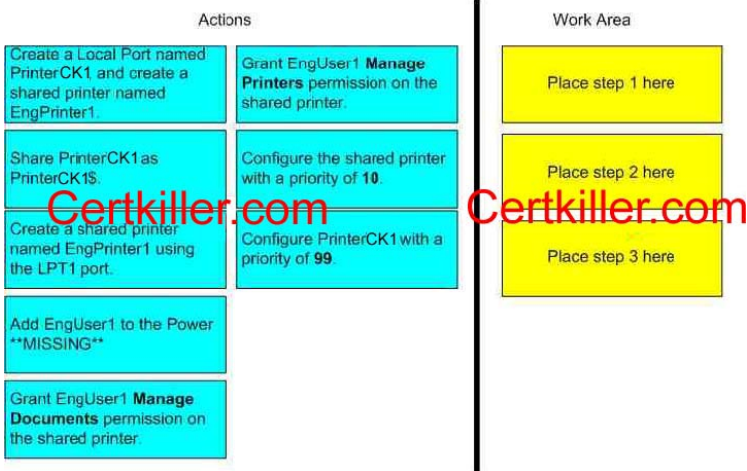 Actions
Work Area
Create a Local Port named
PrinterCK1, and create a
shared printer named
EngPrinter1.
Grant EngUser1 Manage
Printers permission on the
shared printer.
Place step 1 here
Share PrinterCK1 as
PrinterCK1$.
Configure the shared printer
with a priority of 10.
Place step 2 here
Certkiller.com
Certkiller.com
Create a shared printer
named EngPrinter1 using
the LPT1 port.
Configure PrinterCK1 with a
priority of 99.
Place step 3 here
Add EngUser1 to the Power
**MISSING**
Grant EngUser1 Manage
Documents permission on
the shared printer.